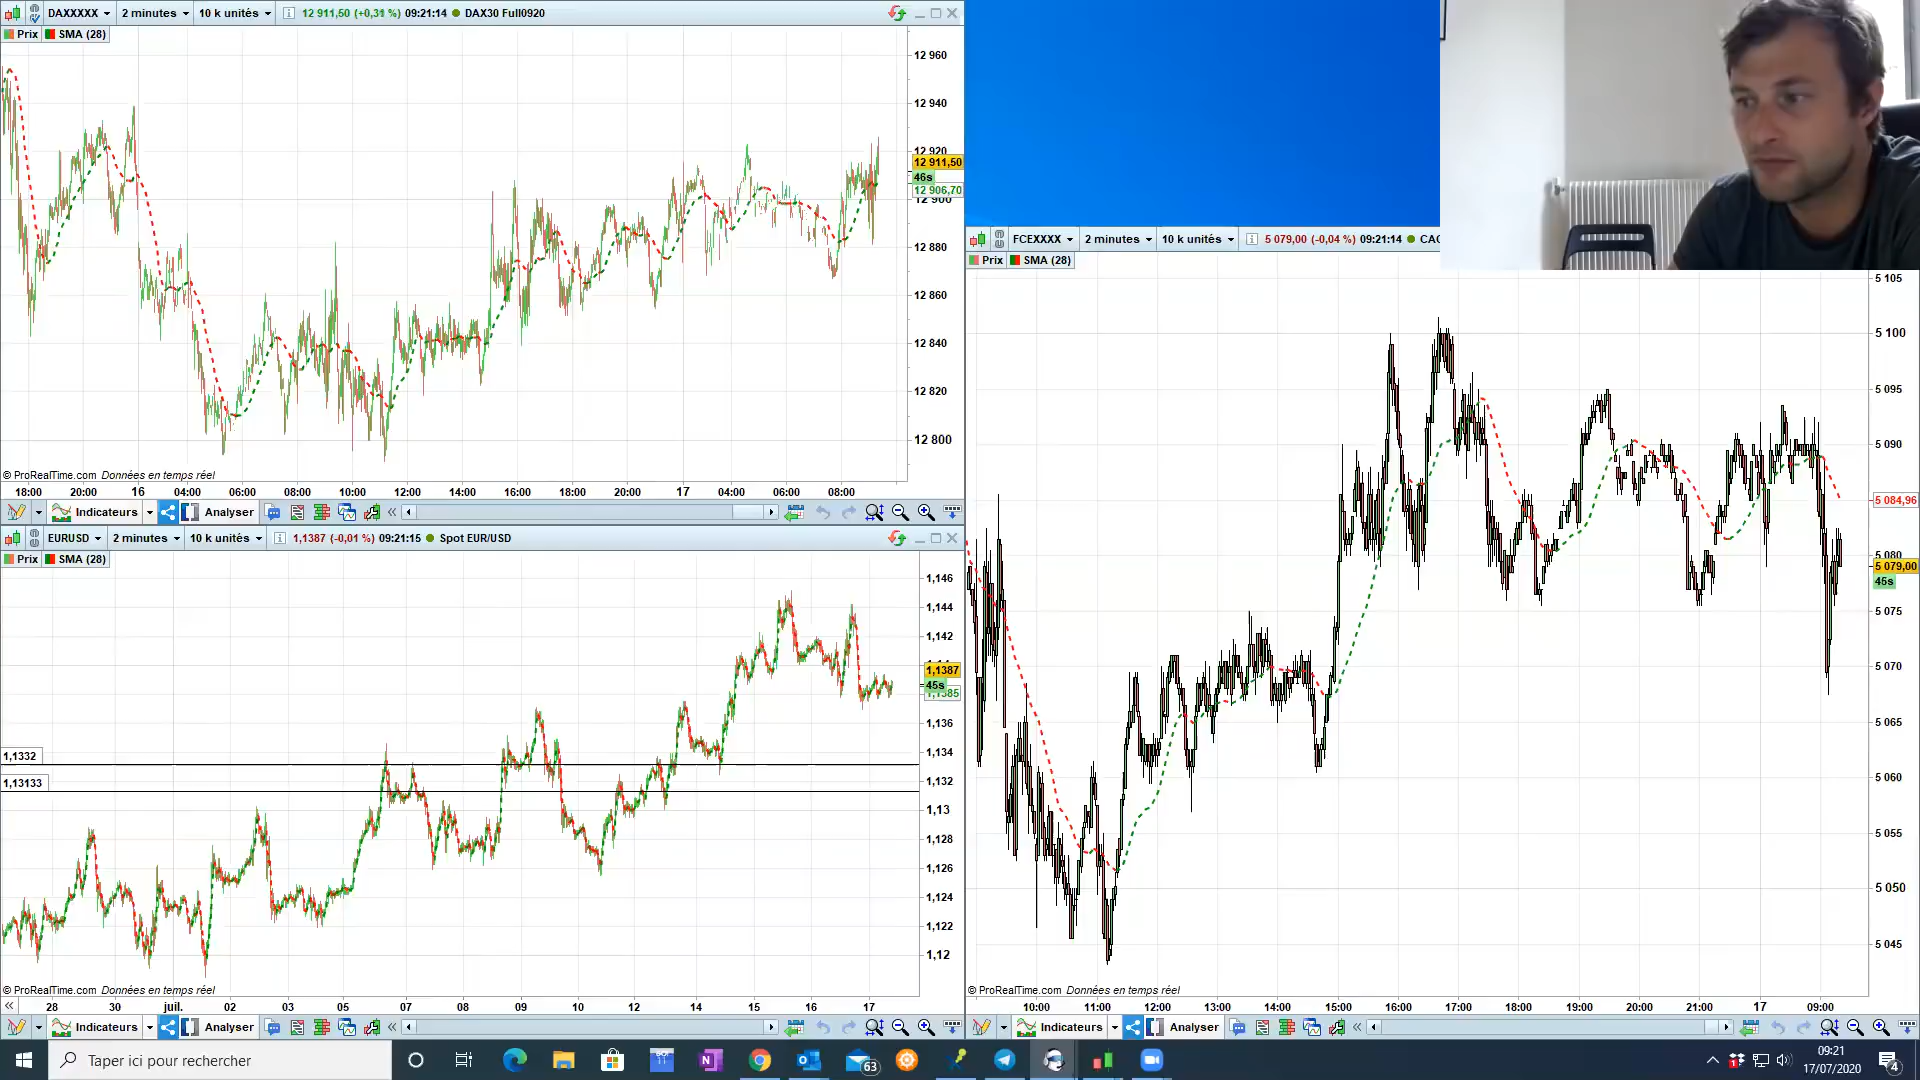 DAXXXXX 2 minutes 10 k unités 12 911,50 (+0,31 %) 09:21:14 DAX30 Full0920
Prix SMA (28)
12 960
12 940
12 920
12 911,50
46s
12 906,70
12 900
12 880
12 860
12 840
12 820
12 800
© ProRealTime.com Données en temps réel
18:00 20:00 16 04:00 06:00 08:00 10:00 12:00 14:00 16:00 18:00 20:00 17 04:00 06:00 08:00
Indicateurs Analyser
EURUSD 2 minutes 10 k unités 1,1387 (-0,01 %) 09:21:15 Spot EUR/USD
Prix SMA (28)
1,146
1,144
1,142
1,1387
45s
1,1385
1,136
1,134
1,132
1,13
1,128
1,126
1,124
1,122
1,12
1,1332
1,13133
© ProRealTime.com Données en temps réel
28 30 juil. 02 03 05 07 08 09 10 12 13 14 15 16 17
Indicateurs Analyser
FCEXXXX 2 minutes 10 k unités 5 079,00 (-0,04 %) 09:21:14 CAC
Prix SMA (28)
5 105
5 100
5 095
5 090
5 084,96
5 080
5 079,00
45s
5 075
5 070
5 065
5 060
5 055
5 050
5 045
© ProRealTime.com Données en temps réel
10:00 11:00 12:00 13:00 14:00 15:00 16:00 17:00 18:00 19:00 20:00 21:00 17 09:00
Indicateurs Analyser
Taper ici pour rechercher
63
09:21
17/07/2020
4